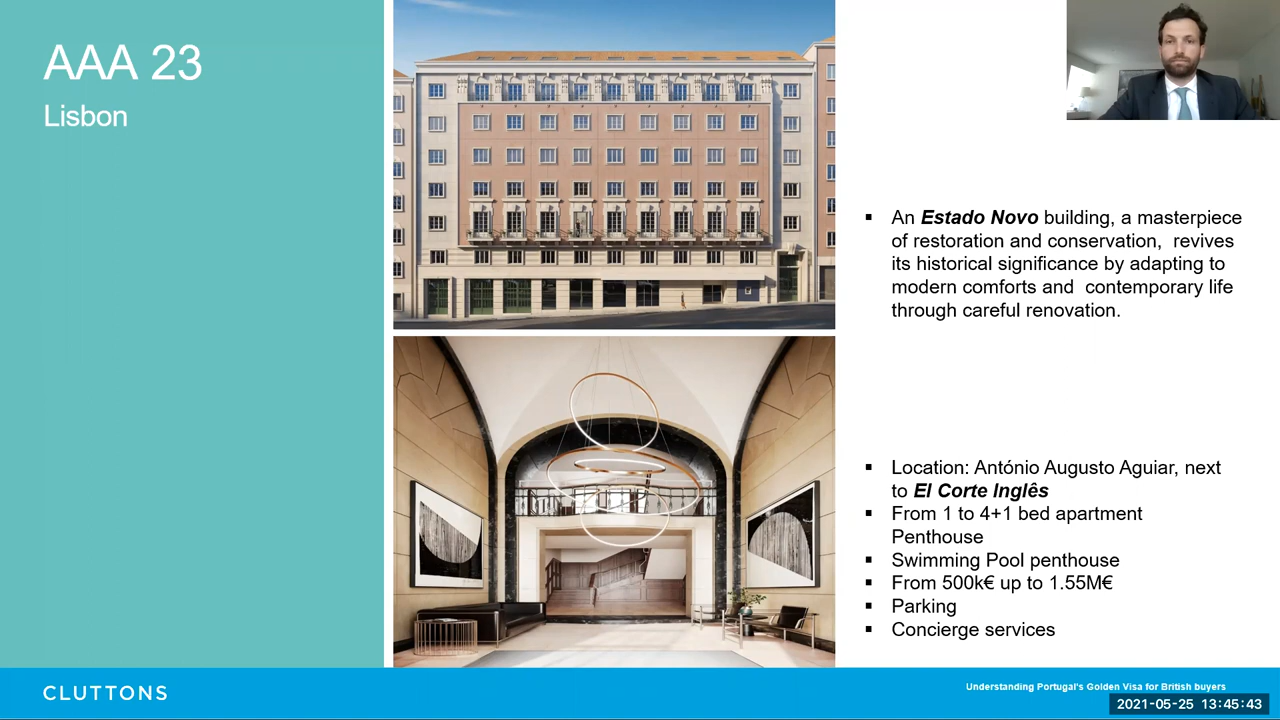 AAA 23
Lisbon
▪ An Estado Novo building, a masterpiece
of restoration and conservation, revives
its historical significance by adapting to
modern comforts and contemporary life
through careful renovation.
▪ Location: António Augusto Aguiar, next
to El Corte Inglês
▪ From 1 to 4+1 bed apartment
Penthouse
▪ Swimming Pool penthouse
▪ From 500k€ up to 1.55M€
▪ Parking
▪ Concierge services
CLUTTONS
Understanding Portugal's Golden Visa for British buyers
2021-05-25 13:45:43